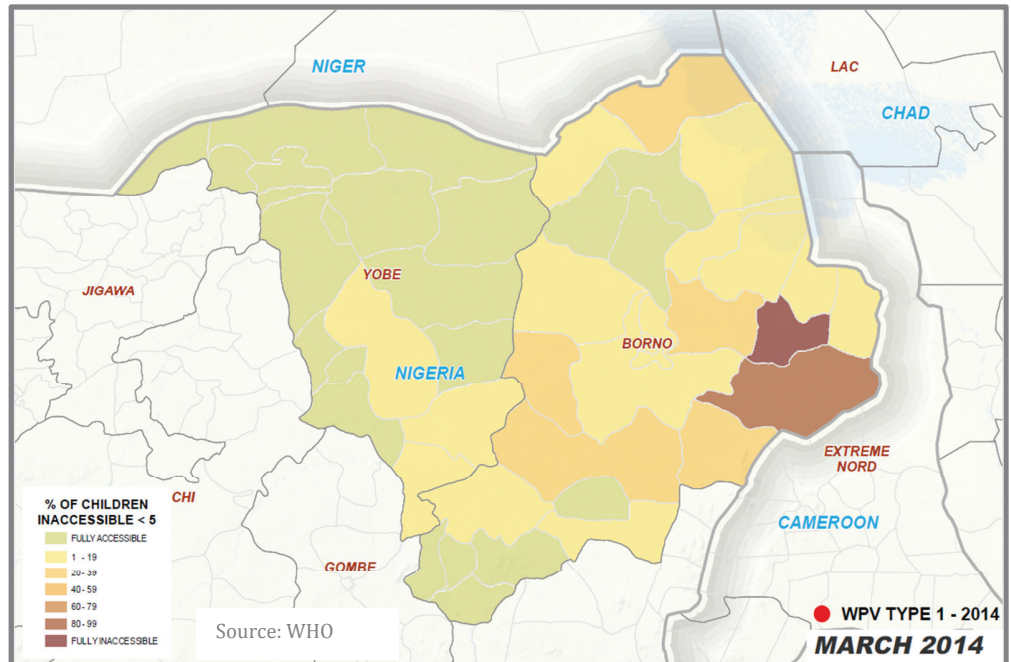 NIGER
LAC
CHAD
YOBE
JIGAWA
BORNO
NIGERIA
EXTREME
NORD
CHI
CAMEROON
GOMBE
% OF CHILDREN
INACCESSIBLE < 5
FULLY ACCESSIBLE
1 - 19
20- 39
40- 59
60 - 79
80 - 99
FULLY INACCESSIBLE
Source: WHO
WPV TYPE 1 - 2014
MARCH 2014